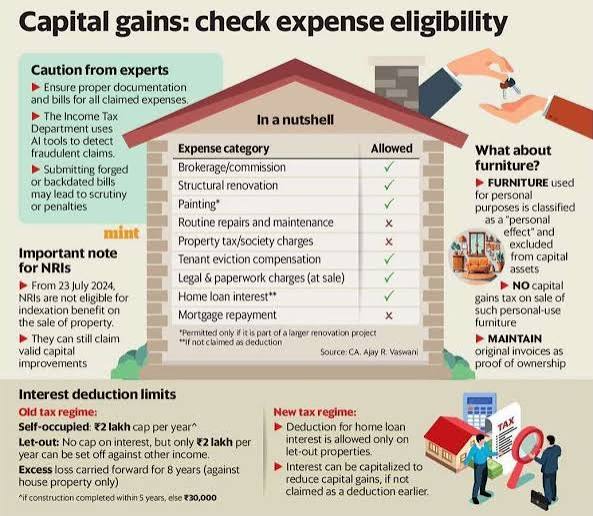 Capital gains: check expense eligibility
Caution from experts
▶ Ensure proper documentation
and bills for all claimed expenses.
▶ The Income Tax
Department uses
AI tools to detect
fraudulent claims.
▶ Submitting forged
or backdated bills
may lead to scrutiny
or penalties
mint
Important note
for NRIs
▶ From 23 July 2024,
NRIs are not eligible for
indexation benefit on
the sale of property.
▶ They can still claim
valid capital
improvements
In a nutshell
Expense category Allowed
Brokerage/commission ✓
Structural renovation ✓
Painting* ✓
Routine repairs and maintenance x
Property tax/society charges x
Tenant eviction compensation ✓
Legal & paperwork charges (at sale) ✓
Home loan interest** ✓
Mortgage repayment x
*Permitted only if it is part of a larger renovation project
**If not claimed as deduction
Source: CA. Ajay R. Vaswani
What about
furniture?
▶ FURNITURE used
for personal
purposes is classified
as a "personal
effect" and
excluded
from capital
assets
▶ NO capital
gains tax on sale of
such personal-use
furniture
▶ MAINTAIN
original invoices as
proof of ownership
Interest deduction limits
Old tax regime:
Self-occupied: ₹2 lakh cap per year^
Let-out: No cap on interest, but only ₹2 lakh per
year can be set off against other income.
Excess loss carried forward for 8 years (against
house property only)
^if construction completed within 5 years, else ₹30,000
New tax regime:
▶ Deduction for home loan
interest is allowed only on
let-out properties.
▶ Interest can be capitalized to
reduce capital gains, if not
claimed as a deduction earlier.
TAX